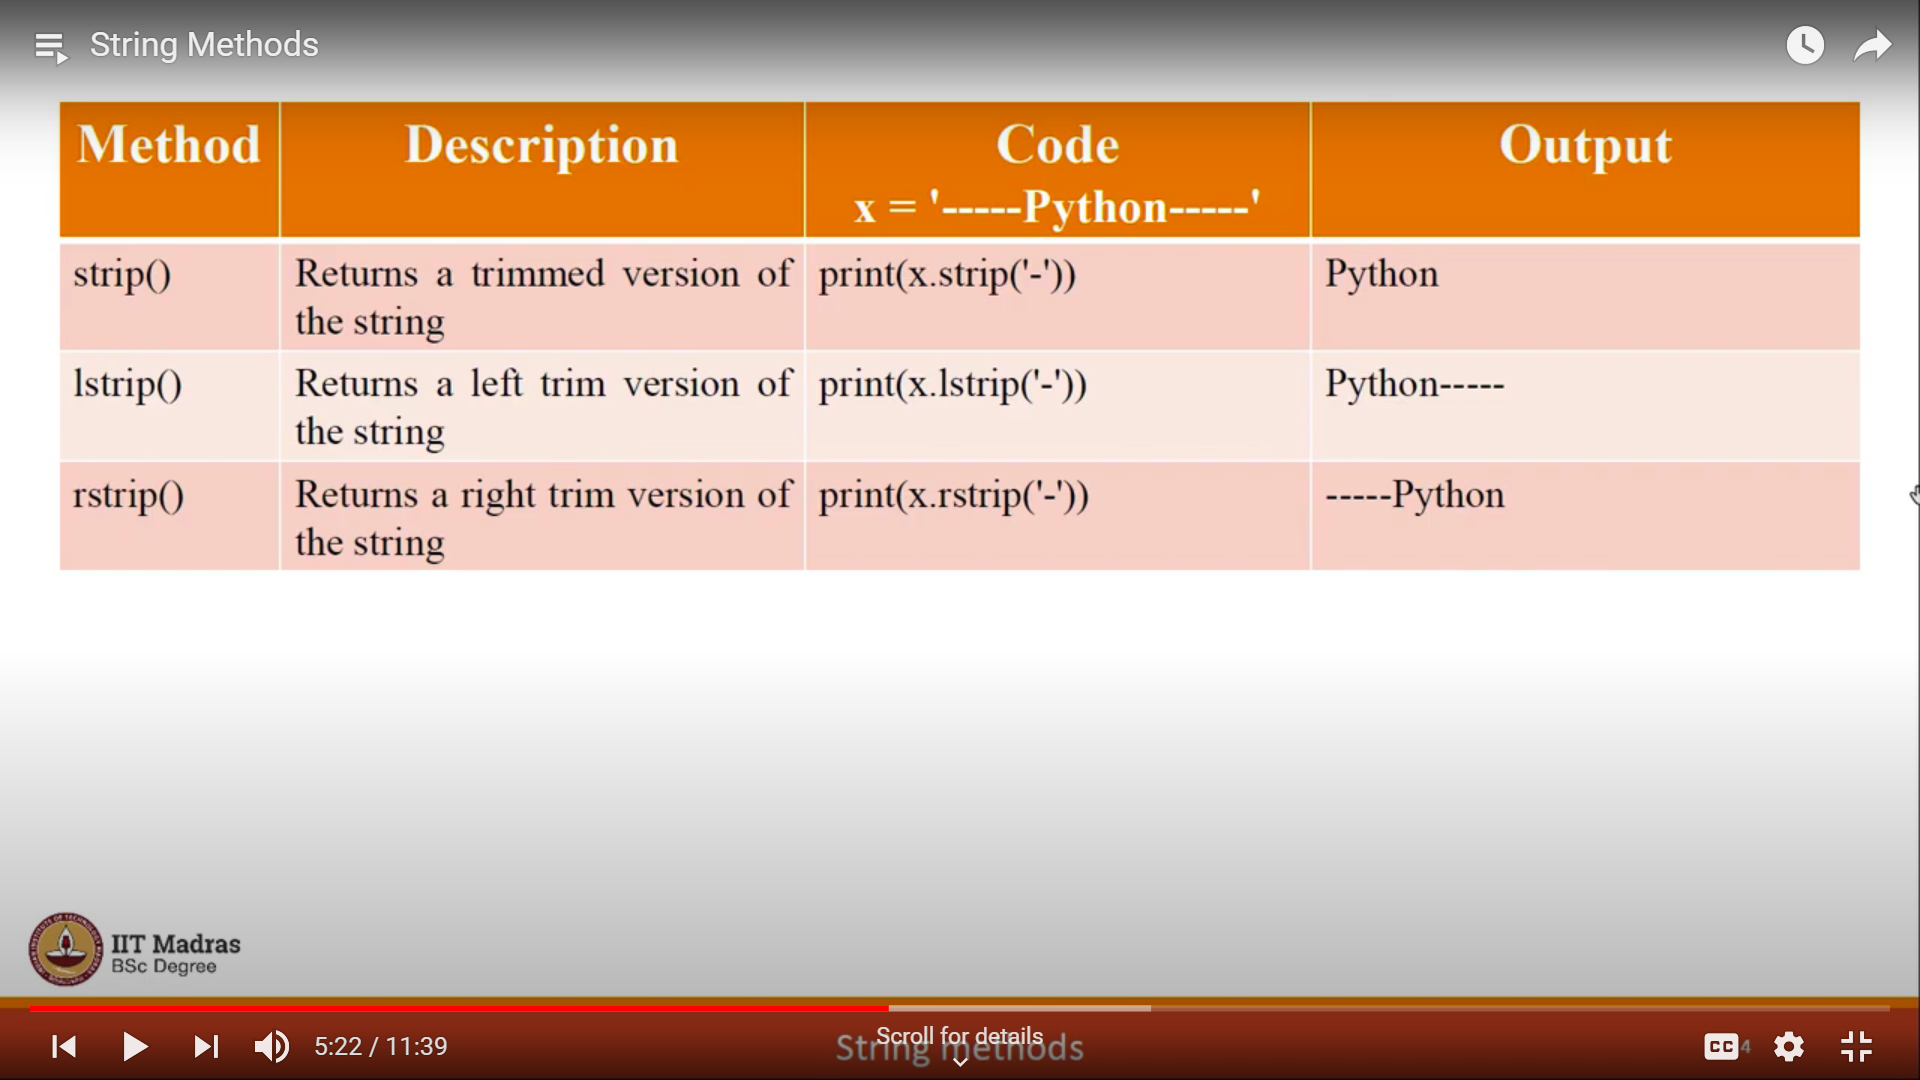 String Methods
Method Description Code Output
x = '-----Python-----'
strip() Returns a trimmed version of print(x.strip('-')) Python
the string
lstrip() Returns a left trim version of print(x.lstrip('-')) Python-----
the string
rstrip() Returns a right trim version of print(x.rstrip('-')) -----Python
the string
IIT Madras
BSc Degree
Scroll for details
5:22 / 11:39 String methods CC 4